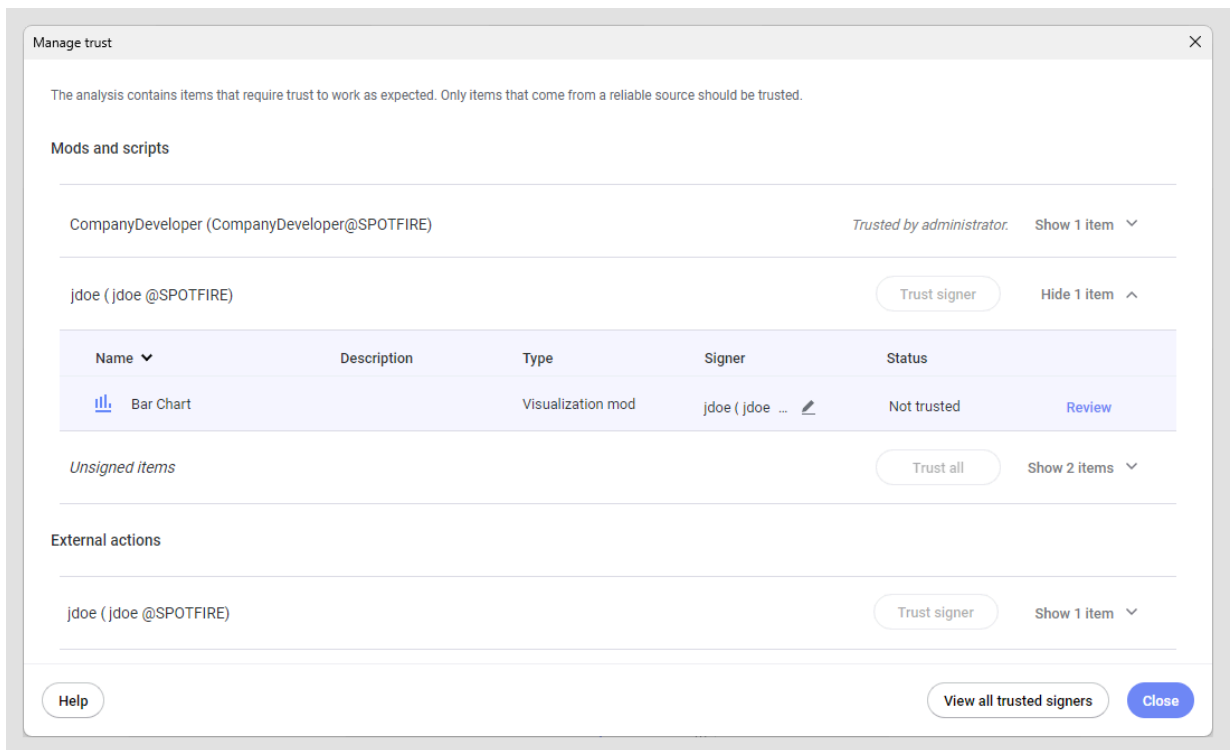 Manage trust
The analysis contains items that require trust to work as expected. Only items that come from a reliable source should be trusted.
Mods and scripts
CompanyDeveloper (CompanyDeveloper@SPOTFIRE) Trusted by administrator. Show 1 item
jdoe ( jdoe @SPOTFIRE) Trust signer Hide 1 item
Name Description Type Signer Status
Bar Chart Visualization mod jdoe ( jdoe ... Not trusted Review
Unsigned items Trust all Show 2 items
External actions
jdoe ( jdoe @SPOTFIRE) Trust signer Show 1 item
Help View all trusted signers Close